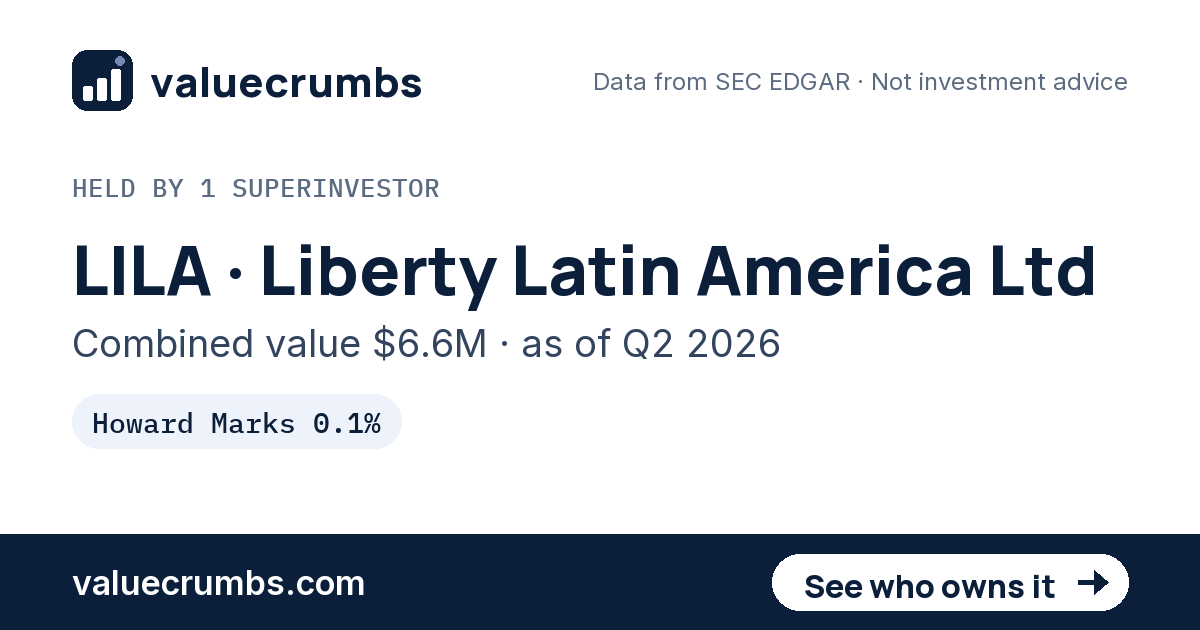 valuecrumbs
Data from SEC EDGAR · Not investment advice
HELD BY 1 SUPERINVESTOR
LILA · Liberty Latin America Ltd
Combined value $6.6M · as of Q2 2026
Howard Marks 0.1%
valuecrumbs.com
See who owns it →